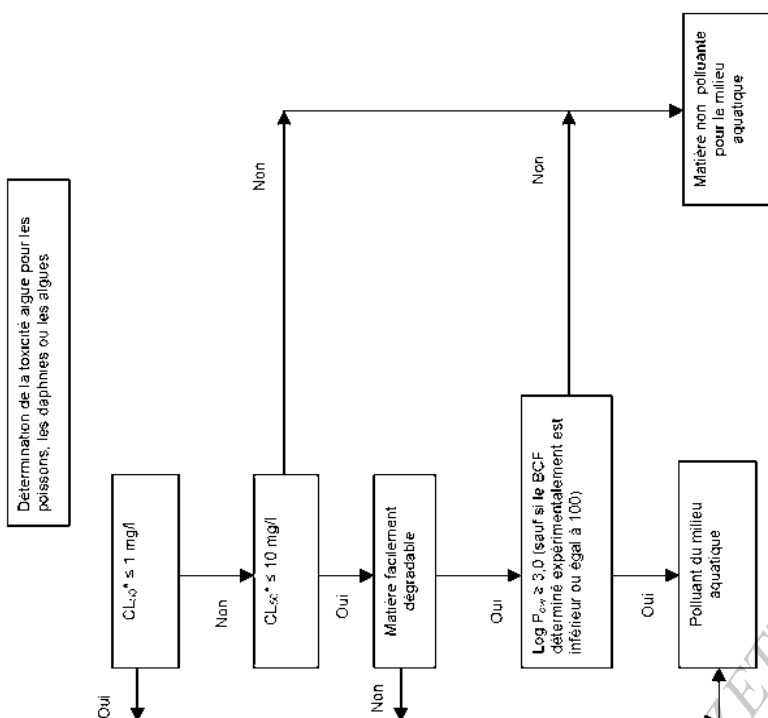 Détermination de la toxicité aigue pour les
poissons, les daphnies ou les algues
CL₅₀* ≤ 1 mg/l
Oui
Non
CL₅₀* ≤ 10 mg/l
Non
Oui
Matière facilement
dégradable
Non
Oui
Log Pow ≥ 3,0 (sauf si le BCF
déterminé expérimentalement est
inférieur ou égal à 100)
Non
Oui
Polluant du milieu
aquatique
Matière non polluante
pour le milieu
aquatique